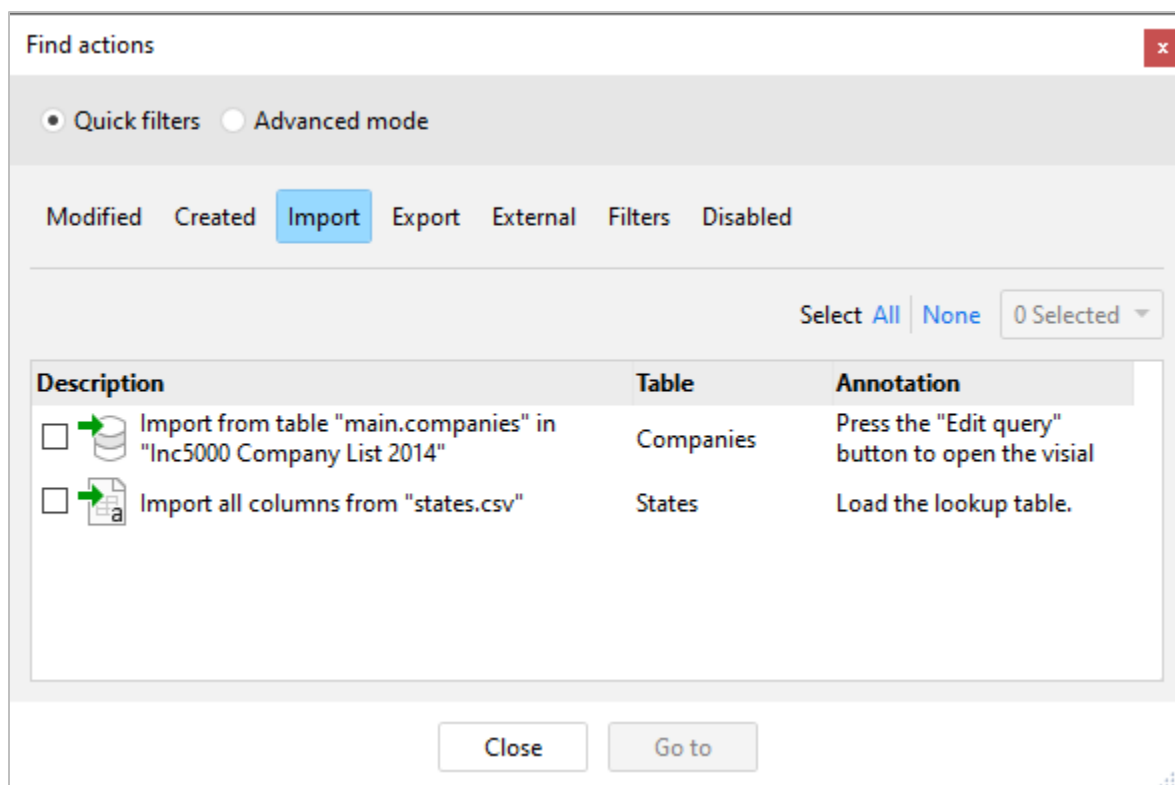 Find actions
x
Quick filters Advanced mode
Modified Created Import Export External Filters Disabled
Select All None 0 Selected
Description Table Annotation
Import from table "main.companies" in
"Inc5000 Company List 2014"
Companies
Press the "Edit query"
button to open the visial
a
Import all columns from "states.csv" States Load the lookup table.
Close Go to